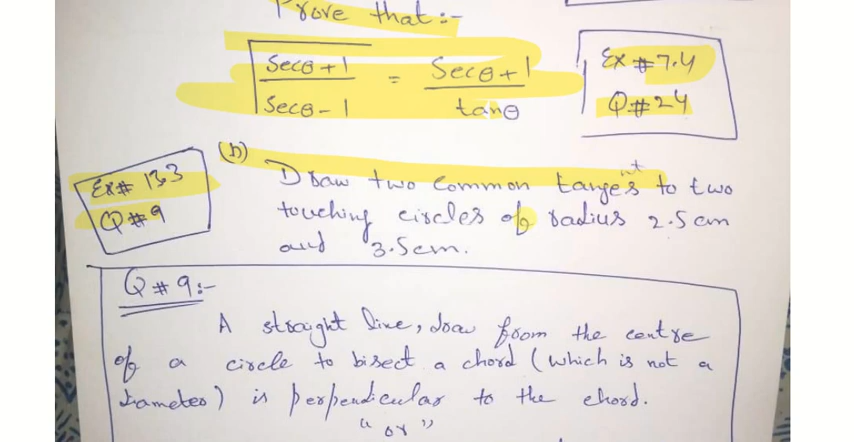 Prove that :-
√(Secθ+1 / Secθ-1) = Secθ+1 / tanθ
Ex # 7.4
Q # 24
Ex # 13.3
Q # 9
(b)
Draw two common tange's nt to two
touching circles of radius 2.5 cm
and 3.5cm.
Q # 9:-
A straight line, draw from the centre
of a circle to bisect a chord (which is not a
diameter) is perpendicular to the chord.
"or"